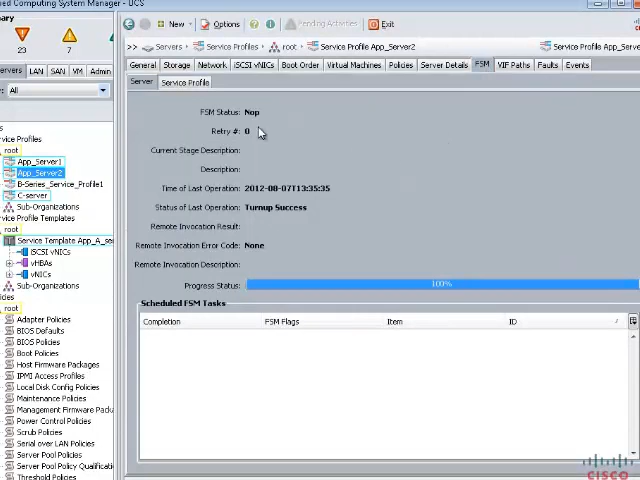 ed Computing System Manager - UCS
ary
23
7
ervers LAN SAN VM Admin
All
s
ervice Profiles
root
App_Server1
App_Server2
B-Series_Service_Profile1
C-server
Sub-Organizations
ervice Profile Templates
root
Service Template App_A_se
iSCSI vNICs
vHBAs
vNICs
Sub-Organizations
icies
root
Adapter Policies
BIOS Defaults
BIOS Policies
Boot Policies
Host Firmware Packages
IPMI Access Profiles
Local Disk Config Policies
Maintenance Policies
Management Firmware Pack
Power Control Policies
Scrub Policies
Serial over LAN Policies
Server Pool Policies
Server Pool Policy Qualificati
Threshold Policies
New Options Pending Activities Exit
>> Servers Service Profiles root Service Profile App_Server2 Service Profile App_Serve
General Storage Network iSCSI vNICs Boot Order Virtual Machines Policies Server Details FSM VIF Paths Faults Events
Server Service Profile
FSM Status: Nop
Retry #: 0
Current Stage Description:
Description:
Time of Last Operation: 2012-08-07T13:35:35
Status of Last Operation: Turnup Success
Remote Invocation Result:
Remote Invocation Error Code: None
Remote Invocation Description:
Progress Status: 100%
Scheduled FSM Tasks
Completion FSM Flags Item ID
CISCO